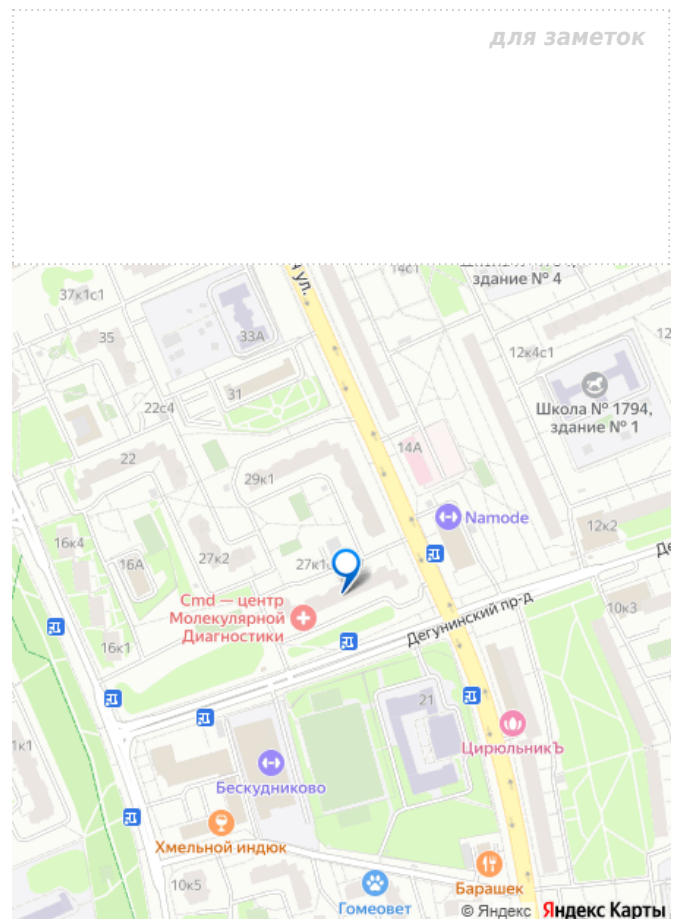 для заметок
я ул.
14с1
здание № 4
37к1с1
35
33А
12
12к4с1
31
22с4
Школа № 1794,
здание № 1
14А
22
29к1
Namode
12к2
16к4
16А
27к2
Де
10к3
Cmd — центр
Молекулярной
Диагностики
Дегунинский пр-д
16к1
21
1к1
ЦирюльникЪ
Бескудниково
Хмельной индюк
10к5
Барашек
Гомеовет
© Яндекс Яндекс Карты